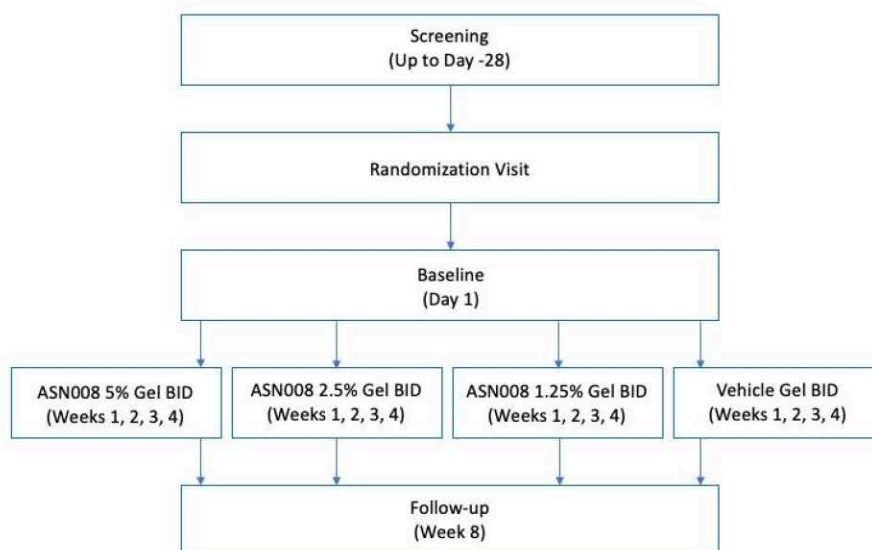 Screening
(Up to Day -28)
Randomization Visit
Baseline
(Day 1)
ASN008 5% Gel BID
(Weeks 1, 2, 3, 4)
ASN008 2.5% Gel BID
(Weeks 1, 2, 3, 4)
ASN008 1.25% Gel BID
(Weeks 1, 2, 3, 4)
Vehicle Gel BID
(Weeks 1, 2, 3, 4)
Follow-up
(Week 8)